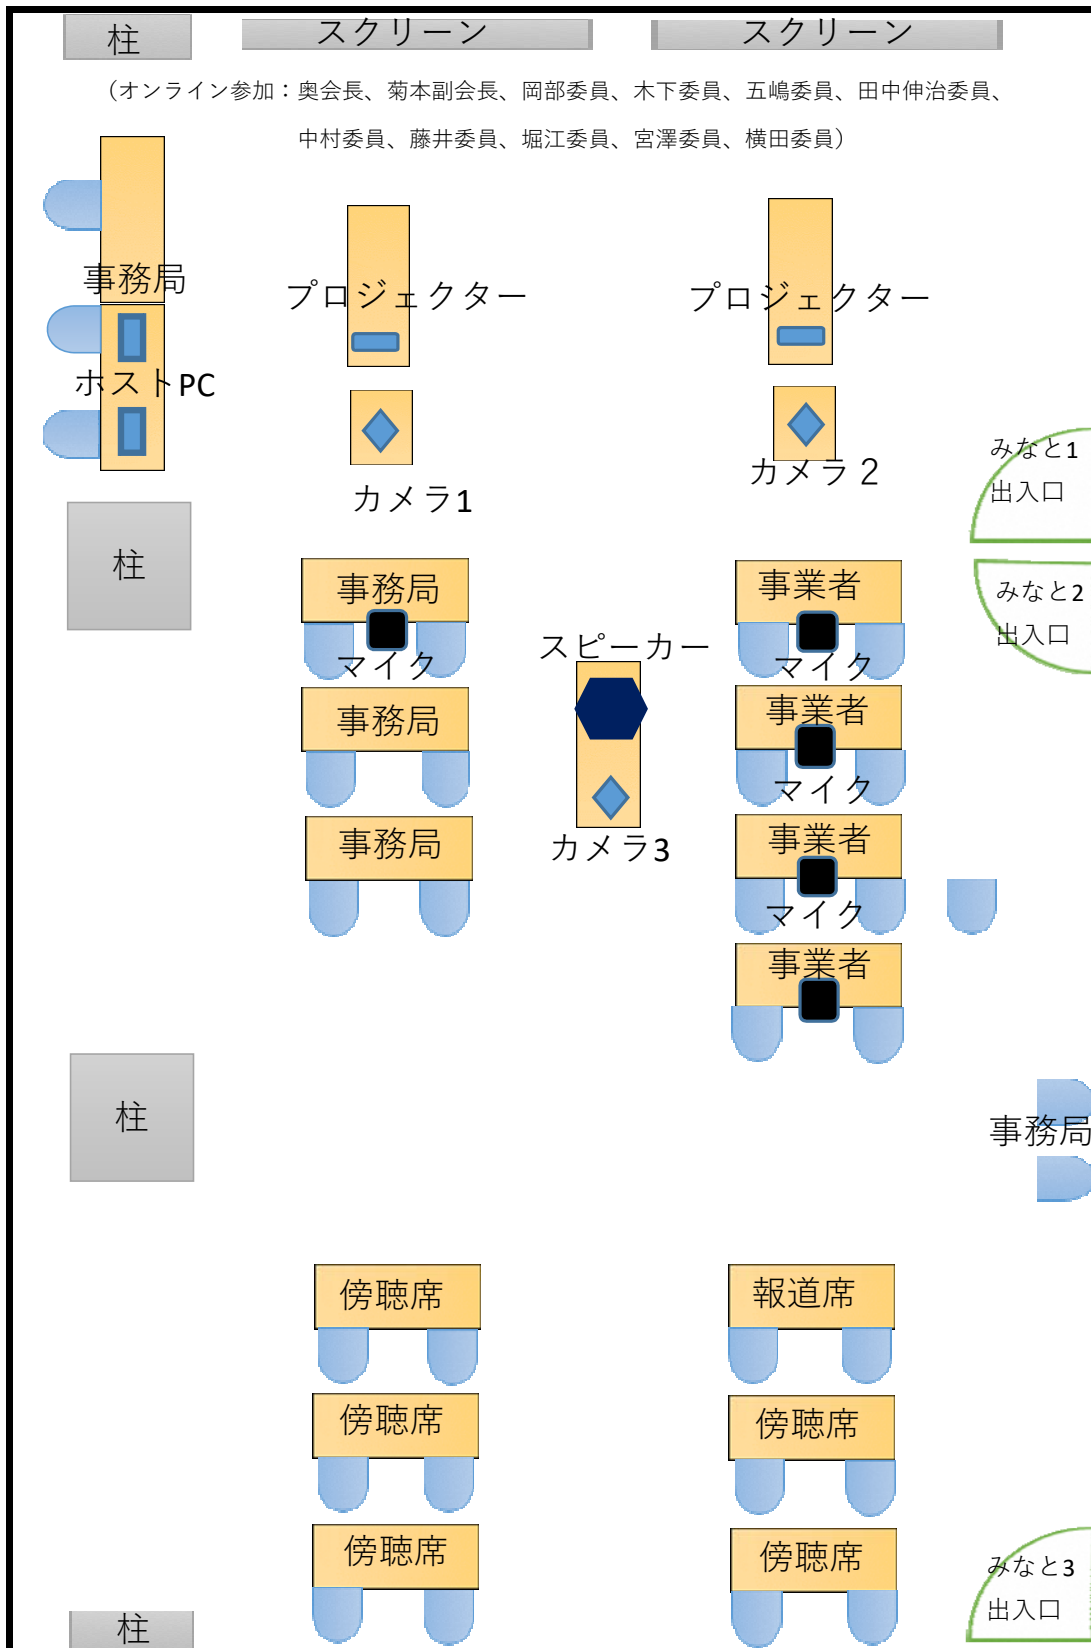 柱
スクリーン
スクリーン
（オンライン参加：奥会長、菊本副会長、岡部委員、木下委員、五嶋委員、田中伸治委員、
中村委員、藤井委員、堀江委員、宮澤委員、横田委員）
事務局
プロジェクター
プロジェクター
ホストPC
カメラ1
カメラ２
みなと1
出入口
柱
事務局
マイク
スピーカー
事業者
マイク
みなと2
出入口
事務局
事業者
マイク
事務局
カメラ3
事業者
マイク
事業者
柱
事務局
傍聴席
報道席
傍聴席
傍聴席
傍聴席
傍聴席
みなと3
出入口
柱